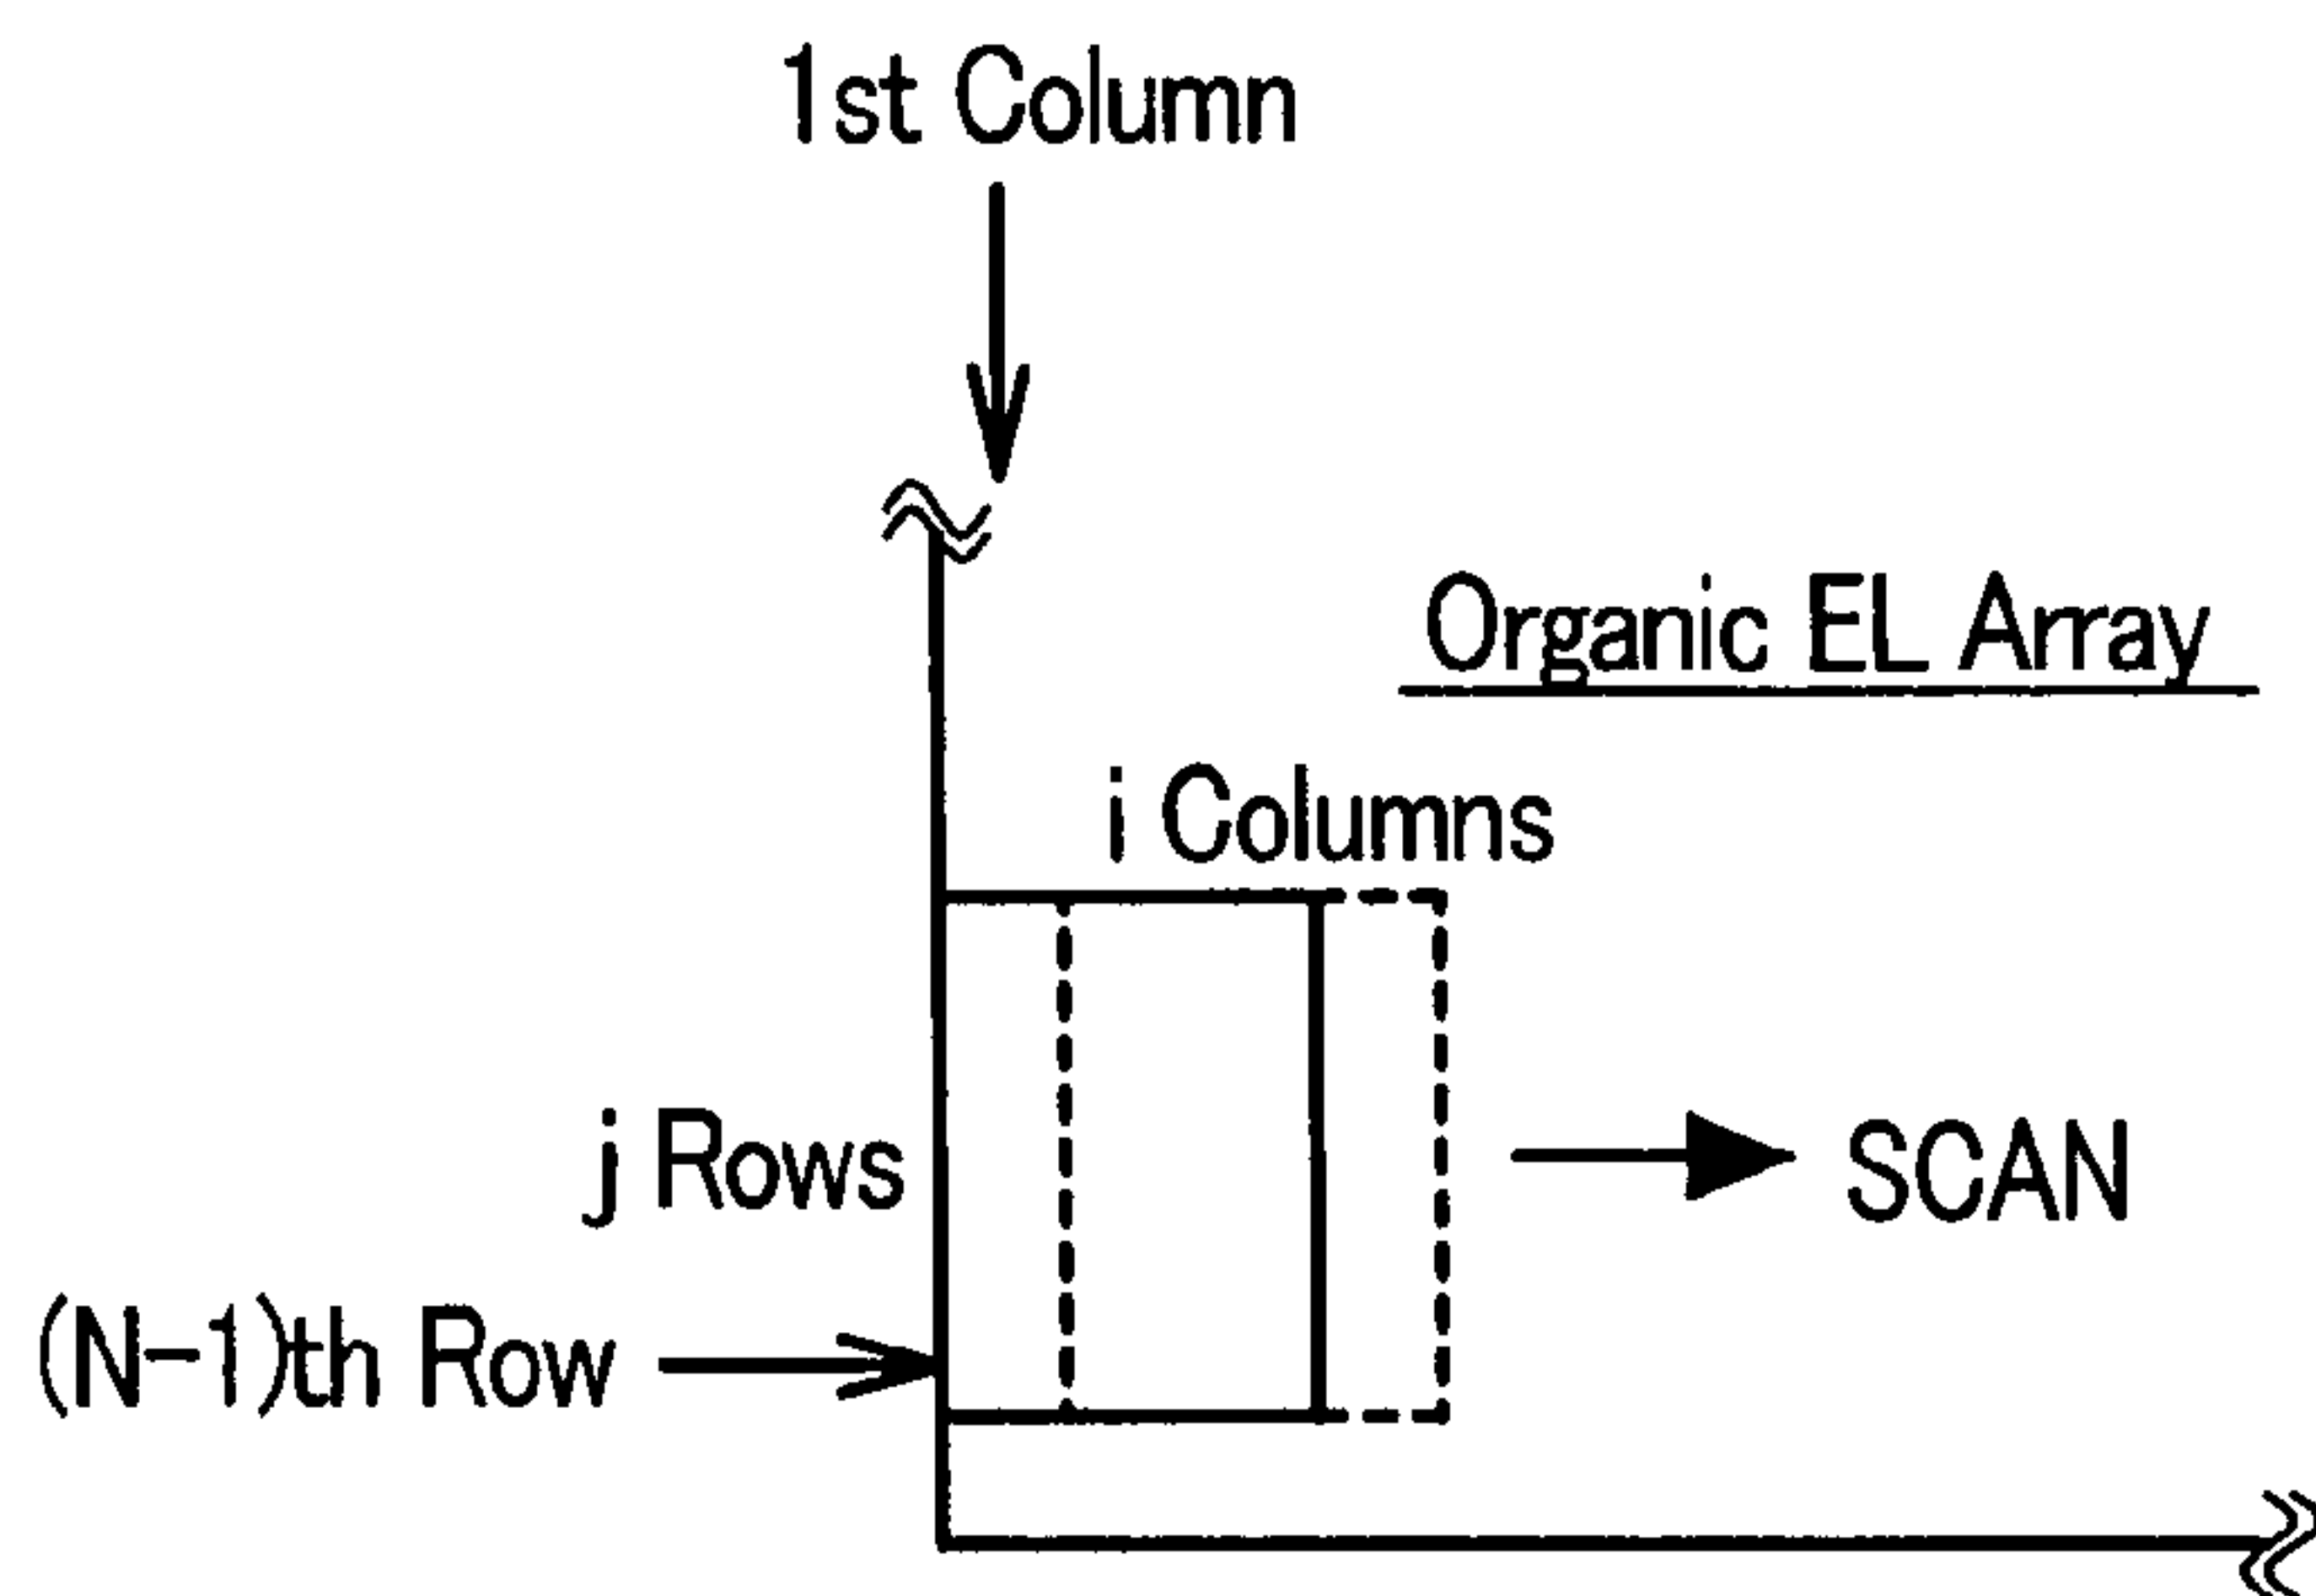 1st Column
Organic EL Array
i Columns
j Rows
SCAN
(N-1)th Row